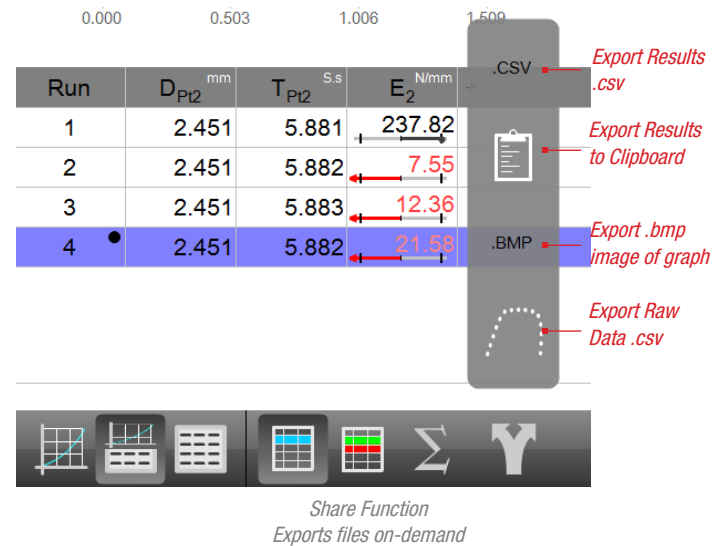 0.000 0.503 1.006 1.509
Run D Pt2 mm T Pt2 S.s E 2 N/mm .CSV
Export Results
.csv
1 2.451 5.881 237.82
Export Results
to Clipboard
2 2.451 5.882 7.55
3 2.451 5.883 12.36
4 2.451 5.882 21.58 .BMP
Export .bmp
image of graph
Export Raw
Data .csv
Share Function
Exports files on-demand